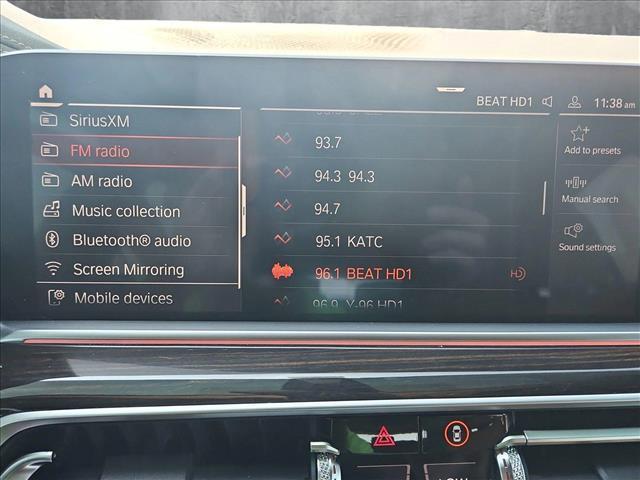 BEAT HD1
11:38 am
SiriusXM
FM radio
AM radio
Music collection
Bluetooth® audio
Screen Mirroring
Mobile devices
93.7
94.3 94.3
94.7
95.1 KATC
96.1 BEAT HD1 HD
96.9 Y-96 HD1
Add to presets
Manual search
Sound settings
LOW